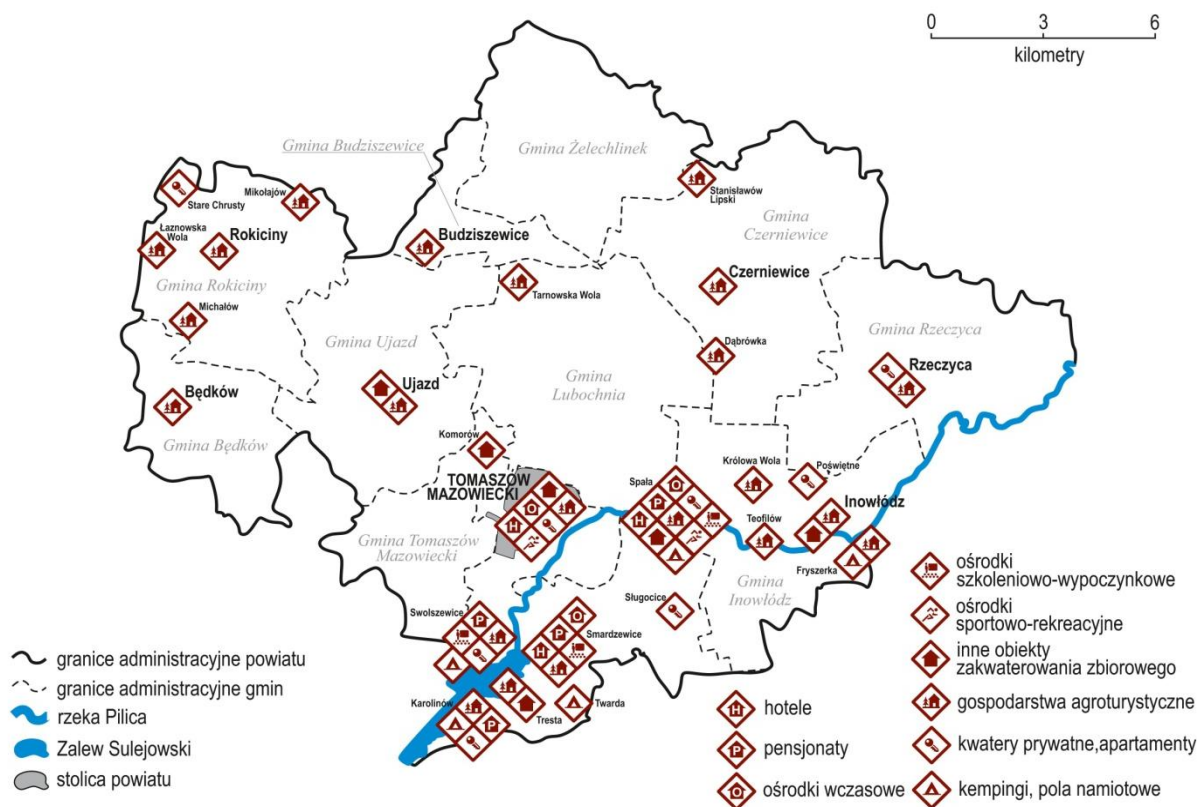 0 3 6
kilometry
Gmina Budziszewice
Gmina Żelechlinek
Mikołajów
Stare Chrusty
Stanisławów
Lipski
Gmina
Czerniewice
Łaznowska
Wola
Rokiciny
Budziszewice
Gmina Rokiciny
Czerniewice
Tarnowska Wola
Michałów
Gmina Ujazd
Gmina Rzeczyca
Dąbrówka
Gmina
Lubochnia
Rzeczyca
Ujazd
Będków
Gmina Będków
Komorów
TOMASZÓW
MAZOWIECKI
Spała
Królowa Wola
Poświętne
Inowłódz
Teofilów
Gmina Tomaszów
Mazowiecki
Fryszerka
Gmina
Inowłódz
Sługocice
Swolszewice
Smardzewice
Karolinów
Tresta
Twarda
granice administracyjne powiatu
granice administracyjne gmin
rzeka Pilica
Zalew Sulejowski
stolica powiatu
H hotele
P pensjonaty
ośrodki wczasowe
ośrodki
szkoleniowo-wypoczynkowe
ośrodki
sportowo-rekreacyjne
inne obiekty
zakwaterowania zbiorowego
gospodarstwa agroturystyczne
kwatery prywatne,apartamenty
kempingi, pola namiotowe